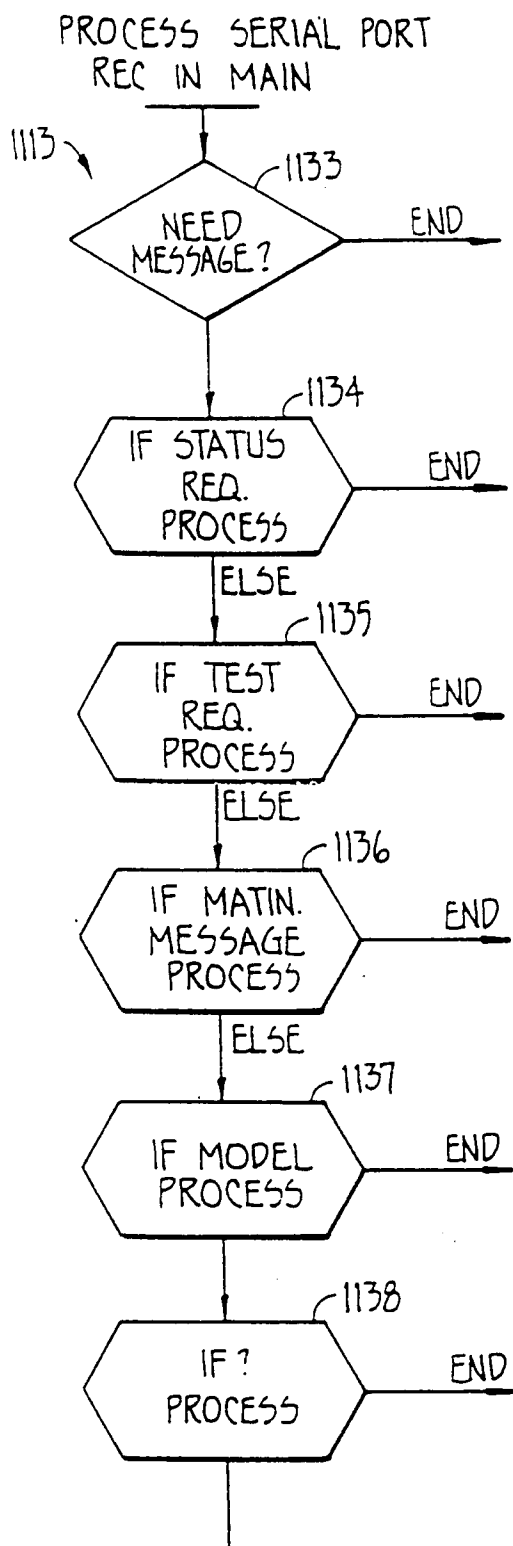 PROCESS SERIAL PORT
REC IN MAIN
1113
1133
NEED
MESSAGE?
END
1134
IF STATUS
REQ.
PROCESS
END
ELSE
1135
IF TEST
REQ.
PROCESS
END
ELSE
1136
IF MATIN.
MESSAGE
PROCESS
END
ELSE
1137
IF MODEL
PROCESS
END
1138
IF ?
PROCESS
END